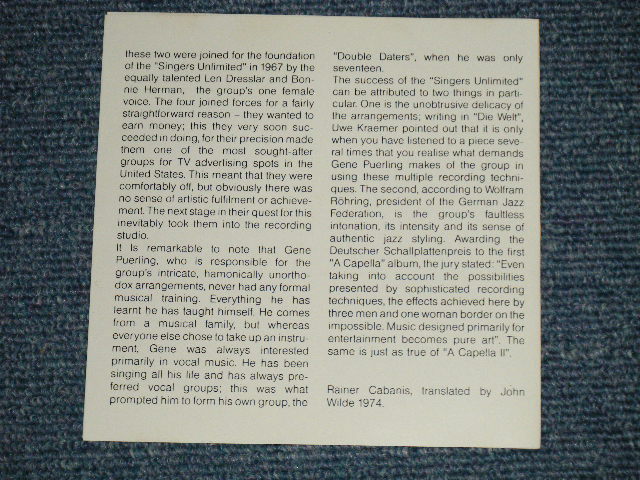 these two were joined for the foundation
of the "Singers Unlimited" in 1967 by the
equally talented Len Dresslar and Bon-
nie Herman, the group's one female
voice. The four joined forces for a fairly
straightforward reason – they wanted to
earn money; this they very soon suc-
ceeded in doing, for their precision made
them one of the most sought-after
groups for TV advertising spots in the
United States. This meant that they were
comfortably off, but obviously there was
no sense of artistic fulfilment or achieve-
ment. The next stage in their quest for this
inevitably took them into the recording
studio.
It Is remarkable to note that Gene
Puerling, who is responsible for the
group's intricate, hamonically unortho-
dox arrangements, never had any formal
musical training. Everything he has
learnt he has taught himself. He comes
from a musical family, but whereas
everyone else chose to take up an instru-
ment, Gene was always interested
primarily in vocal music. He has been
singing all his life and has always pre-
ferred vocal groups; this was what
prompted him to form his own group, the
"Double Daters", when he was only
seventeen.
The success of the "Singers Unlimited"
can be attributed to two things in parti-
cular. One is the unobtrusive delicacy of
the arrangements; writing in "Die Welt",
Uwe Kraemer pointed out that it is only
when you have listened to a piece seve-
ral times that you realise what demands
Gene Puerling makes of the group in
using these multiple recording techni-
ques. The second, according to Wolfram
Röhring, president of the German Jazz
Federation, is the group's faultless
intonation, its intensity and its sense of
authentic jazz styling. Awarding the
Deutscher Schallplattenpreis to the first
"A Capella" album, the jury stated: "Even
taking into account the possibilities
presented by sophisticated recording
techniques, the effects achieved here by
three men and one woman border on the
impossible. Music designed primarily for
entertainment becomes pure art". The
same is just as true of "A Capella II".
Rainer Cabanis, translated by John
Wilde 1974.